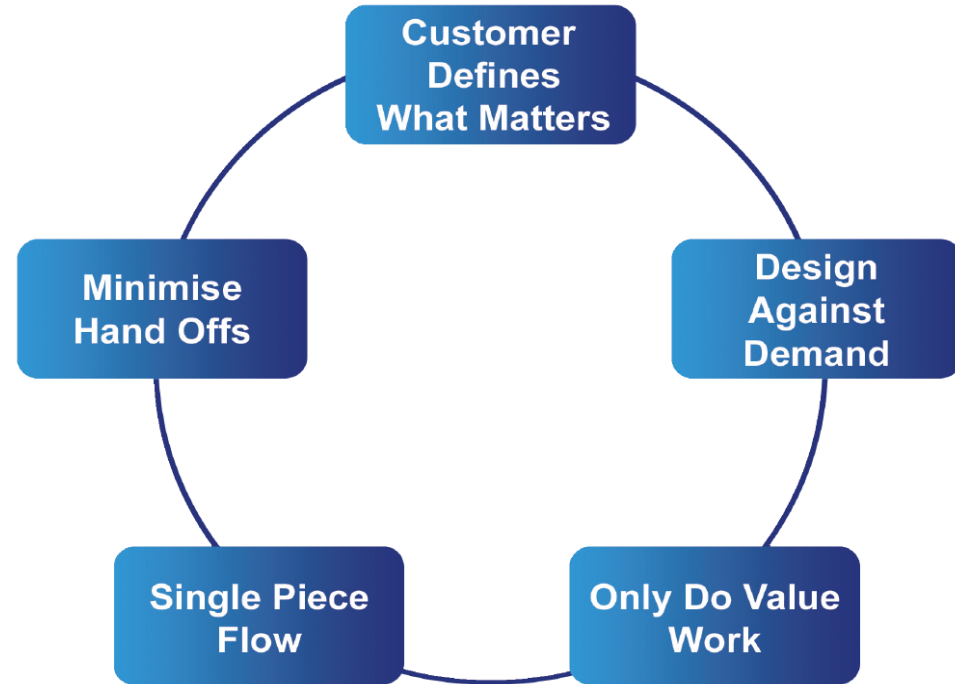 Customer
Defines
What Matters
Design
Against
Demand
Only Do Value
Work
Single Piece
Flow
Minimise
Hand Offs